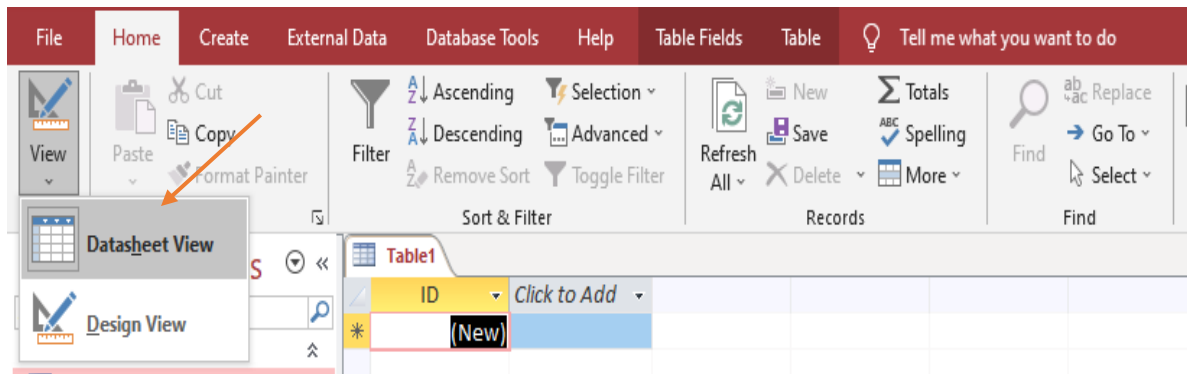 File Home Create External Data Database Tools Help Table Fields Table Tell me what you want to do
View
Paste
Cut
Copy
Format Painter
Filter
Ascending
Descending
Remove Sort
Selection
Advanced
Toggle Filter
Sort & Filter
Refresh
All
New
Save
Delete
Totals
Spelling
More
Records
Find
Replace
Go To
Select
Find
Datasheet View
Design View
S
Table1
ID Click to Add
(New)